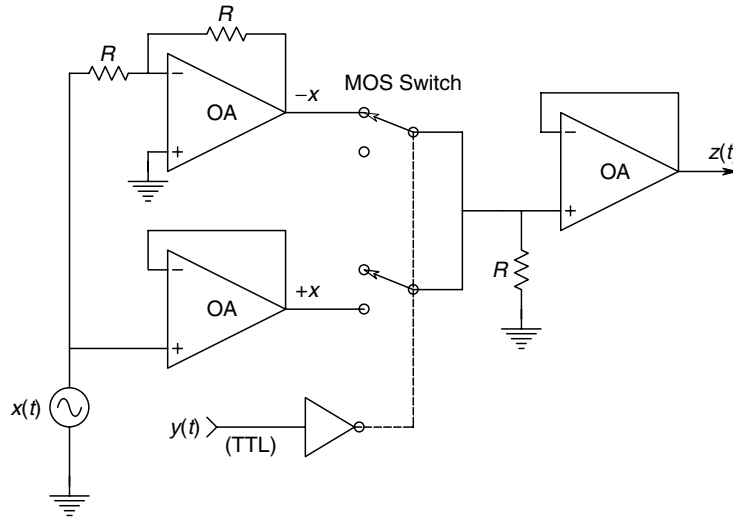 R
R
−
OA
+
−x
MOS Switch
−
OA
+
z(t)
R
−
OA
+
+x
x(t)
y(t)
(TTL)